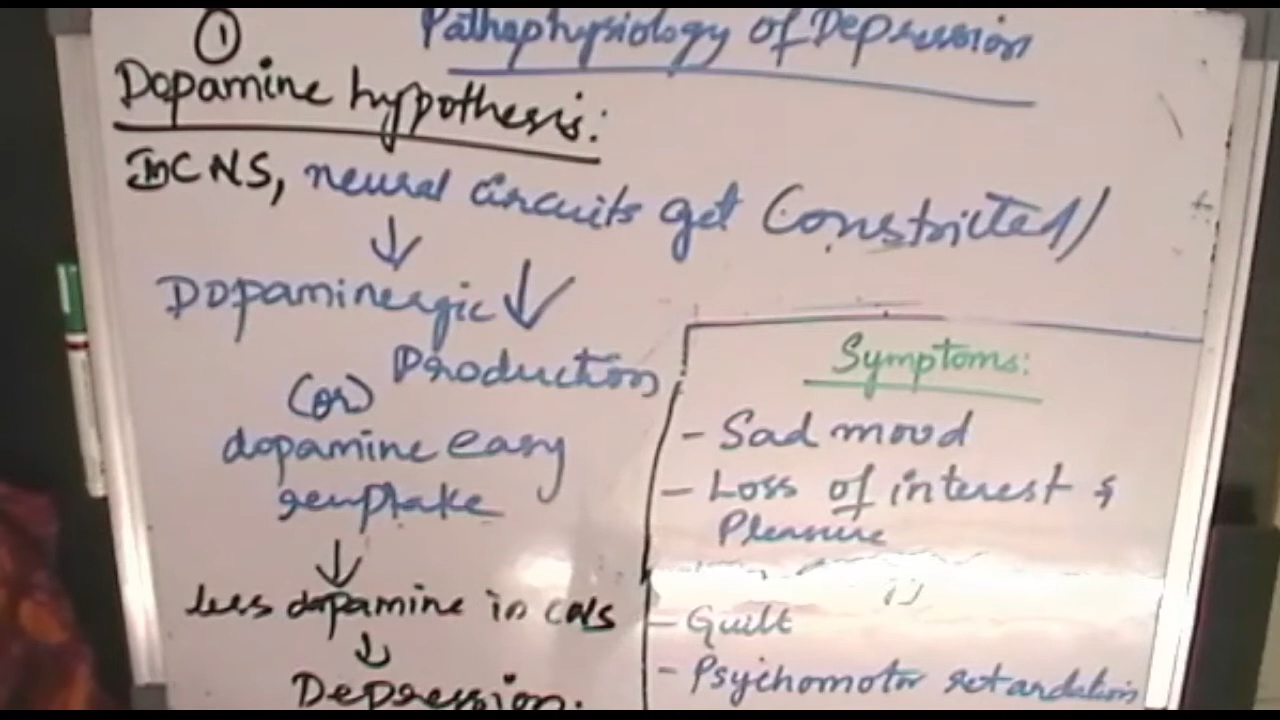 Pathophysiology of Depression
①
Dopamine hypothesis:
In CNS, neural circuits get Constricted/
↓
Dopaminergic ↓
Production
(or)
dopamine easy
reuptake
↓
less dopamine in CNS
↓
Depression.
Symptoms:
- Sad mood
- Loss of interest &
Pleasure
- Guilt
- Psychomotor retardation